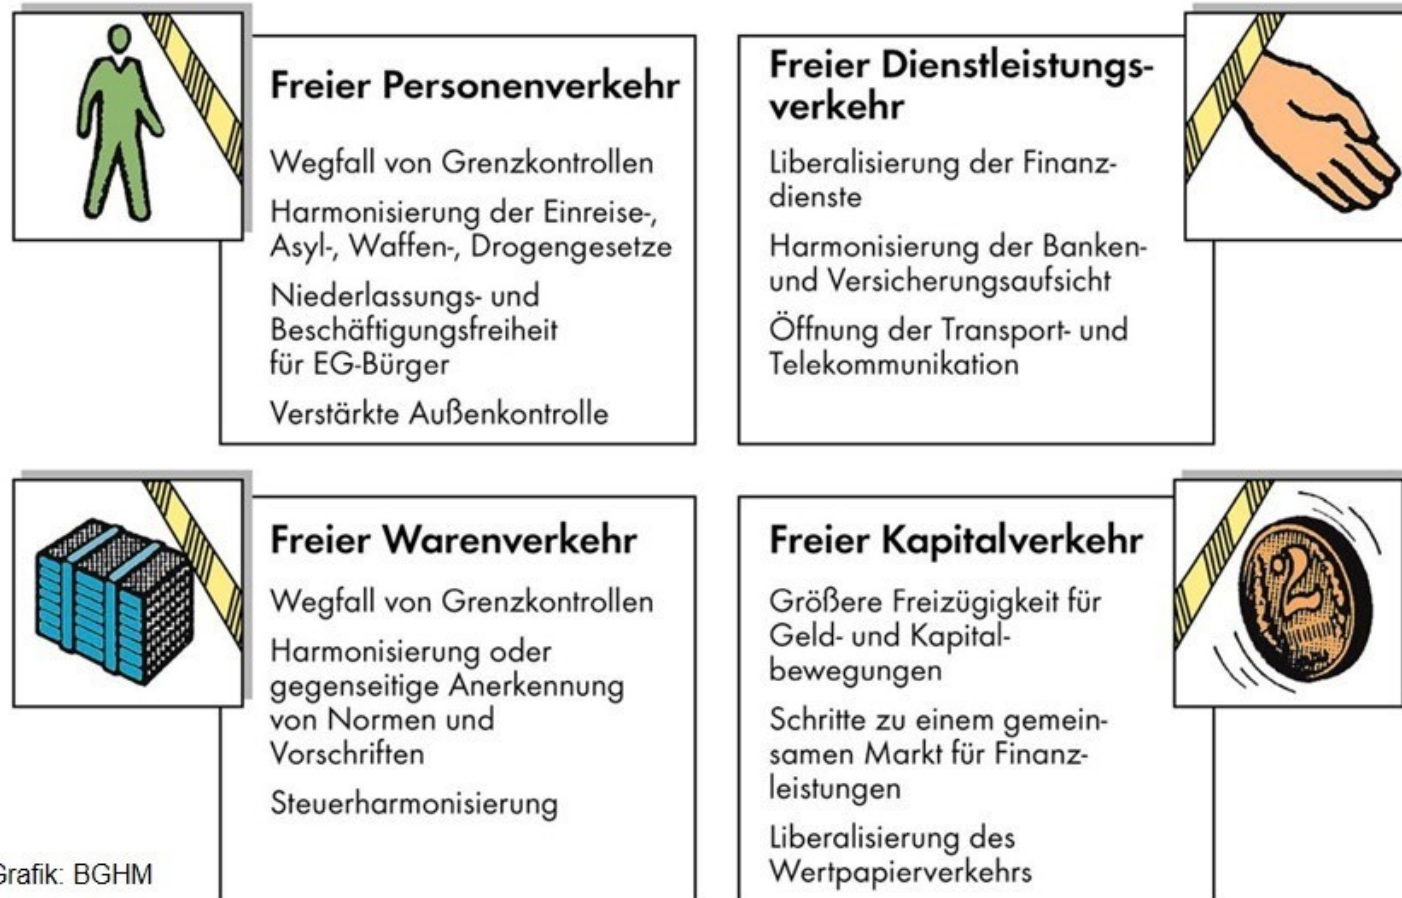 Freier Personenverkehr
Wegfall von Grenzkontrollen
Harmonisierung der Einreise-,
Asyl-, Waffen-, Drogengesetze
Niederlassungs- und
Beschäftigungsfreiheit
für EG-Bürger
Verstärkte Außenkontrolle
Freier Dienstleistungs-
verkehr
Liberalisierung der Finanz-
dienste
Harmonisierung der Banken-
und Versicherungsaufsicht
Öffnung der Transport- und
Telekommunikation
Freier Warenverkehr
Wegfall von Grenzkontrollen
Harmonisierung oder
gegenseitige Anerkennung
von Normen und
Vorschriften
Steuerharmonisierung
Freier Kapitalverkehr
Größere Freizügigkeit für
Geld- und Kapital-
bewegungen
Schritte zu einem gemein-
samen Markt für Finanz-
leistungen
Liberalisierung des
Wertpapierverkehrs
2
Grafik: BGHM